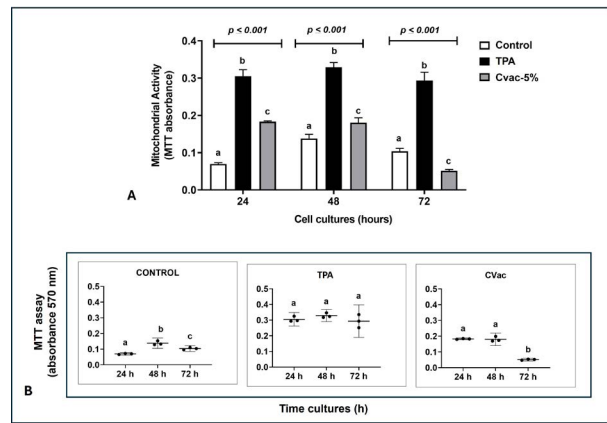 p < 0.001 p < 0.001 p < 0.001
Control
TPA
Cvac-5%
Mitochondrial Activity
(MTT absorbance)
0.4
0.3
0.2
0.1
0.0
a b c a b c a b c
24 48 72
Cell cultures (hours)
A
MTT assay
(absorbance 570 nm)
CONTROL
0.5
0.4
0.3
0.2
0.1
0.0
a b c
24 h 48 h 72 h
TPA
0.5
0.4
0.3
0.2
0.1
0.0
a a a
24 h 48 h 72 h
CVac
0.5
0.4
0.3
0.2
0.1
0.0
a a b
24 h 48 h 72 h
B
Time cultures (h)